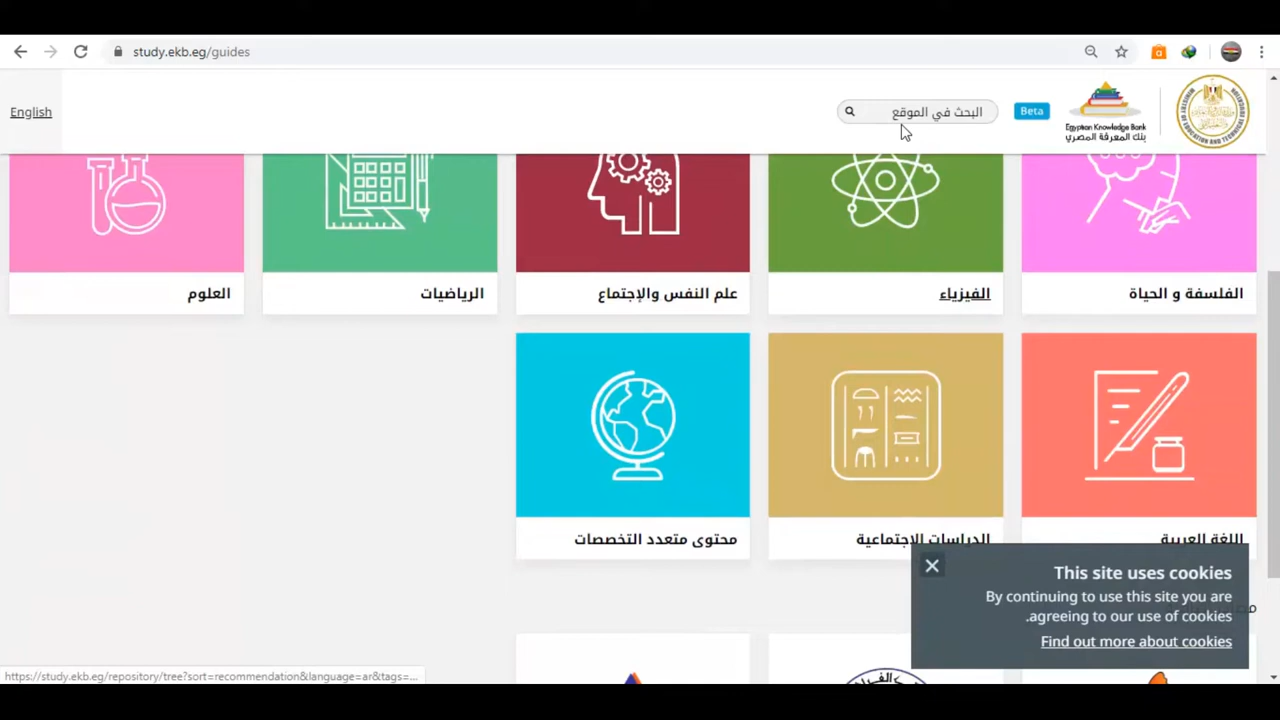 study.ekb.eg/guides
English
البحث في الموقع
Beta
Egyptian Knowledge Bank
بنك المعرفة المصري
الفلسفة و الحياة
الفيزياء
علم النفس والإجتماع
الرياضيات
العلوم
اللغة العربية
الدراسات الاجتماعية
محتوى متعدد التخصصات
This site uses cookies
By continuing to use this site you are
.agreeing to our use of cookies
Find out more about cookies
https://study.ekb.eg/repository/tree?sort=recommendation&language=ar&tags=...